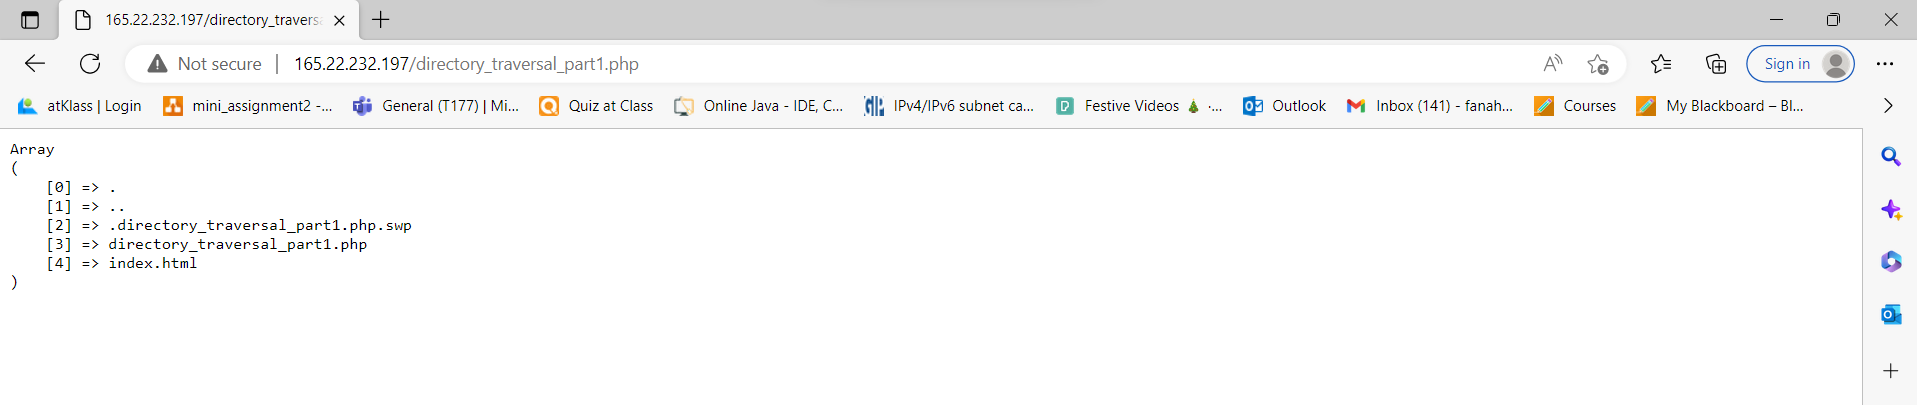 165.22.232.197/directory_travers
Not secure | 165.22.232.197/directory_traversal_part1.php
Sign in
atKlass | Login
mini_assignment2 -...
General (T177) | Mi...
Quiz at Class
Online Java - IDE, C...
IPv4/IPv6 subnet ca...
Festive Videos 🎄 ·...
Outlook
Inbox (141) - fanah...
Courses
My Blackboard – Bl...
Array
(
    [0] => .
    [1] => ..
    [2] => .directory_traversal_part1.php.swp
    [3] => directory_traversal_part1.php
    [4] => index.html
)